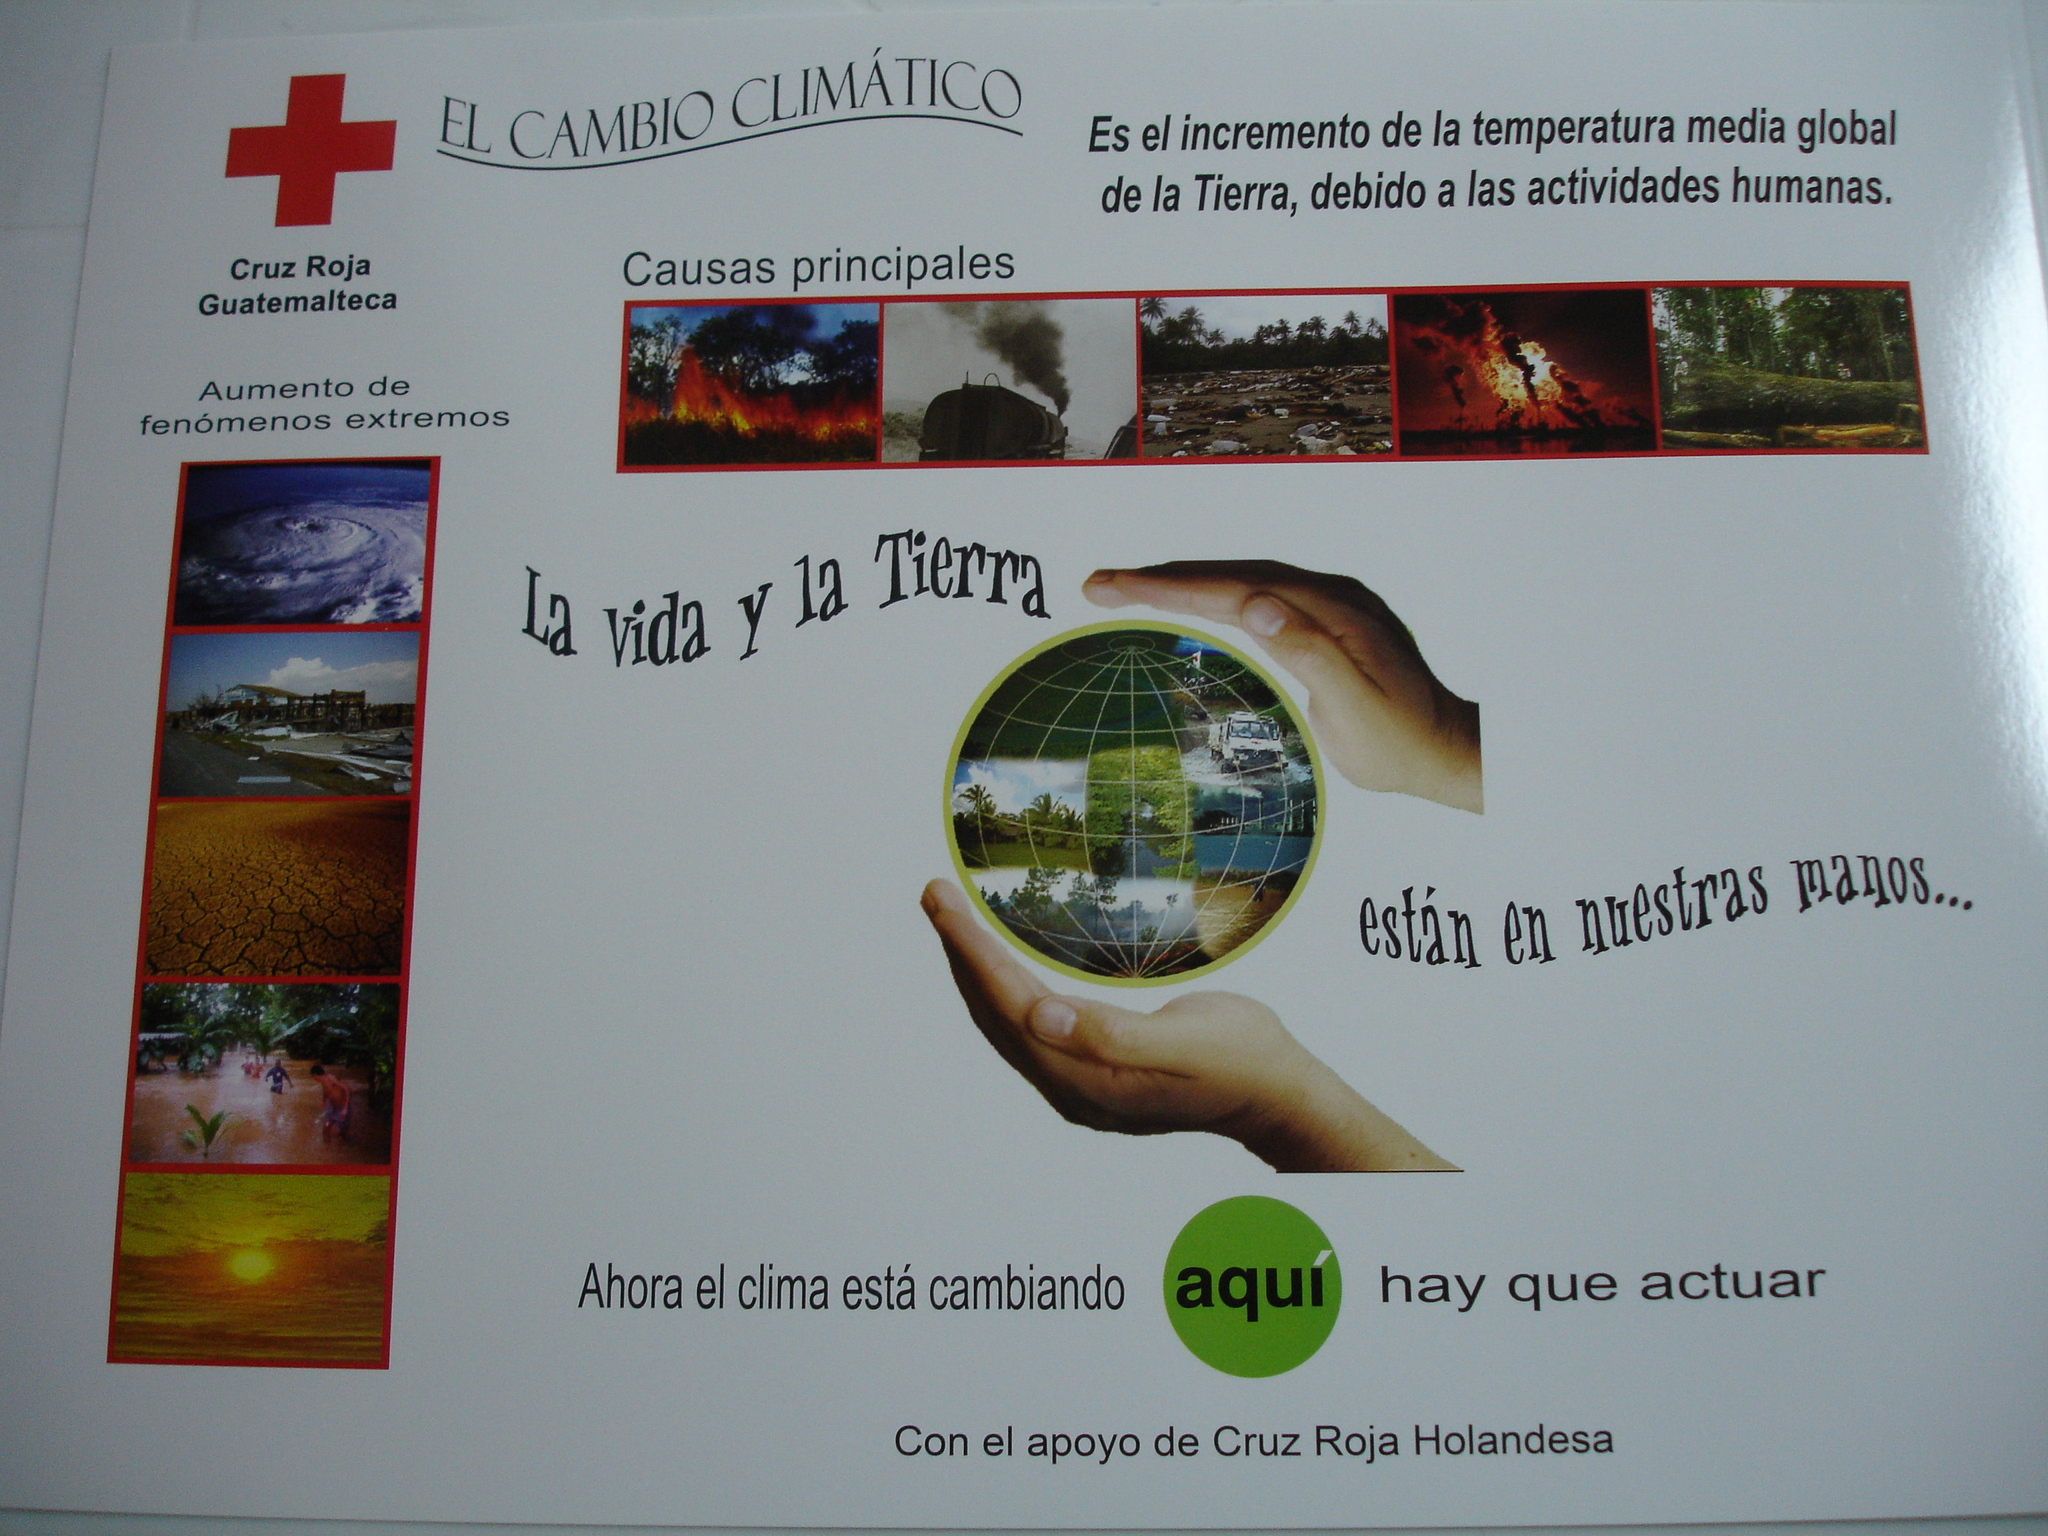 EL CAMBIO CLIMÁTICO
Es el incremento de la temperatura media global
de la Tierra, debido a las actividades humanas.
Cruz Roja
Guatemalteca
Causas principales
Aumento de
fenómenos extremos
La vida y la Tierra
están en nuestras manos...
Ahora el clima está cambiando aquí hay que actuar
Con el apoyo de Cruz Roja Holandesa